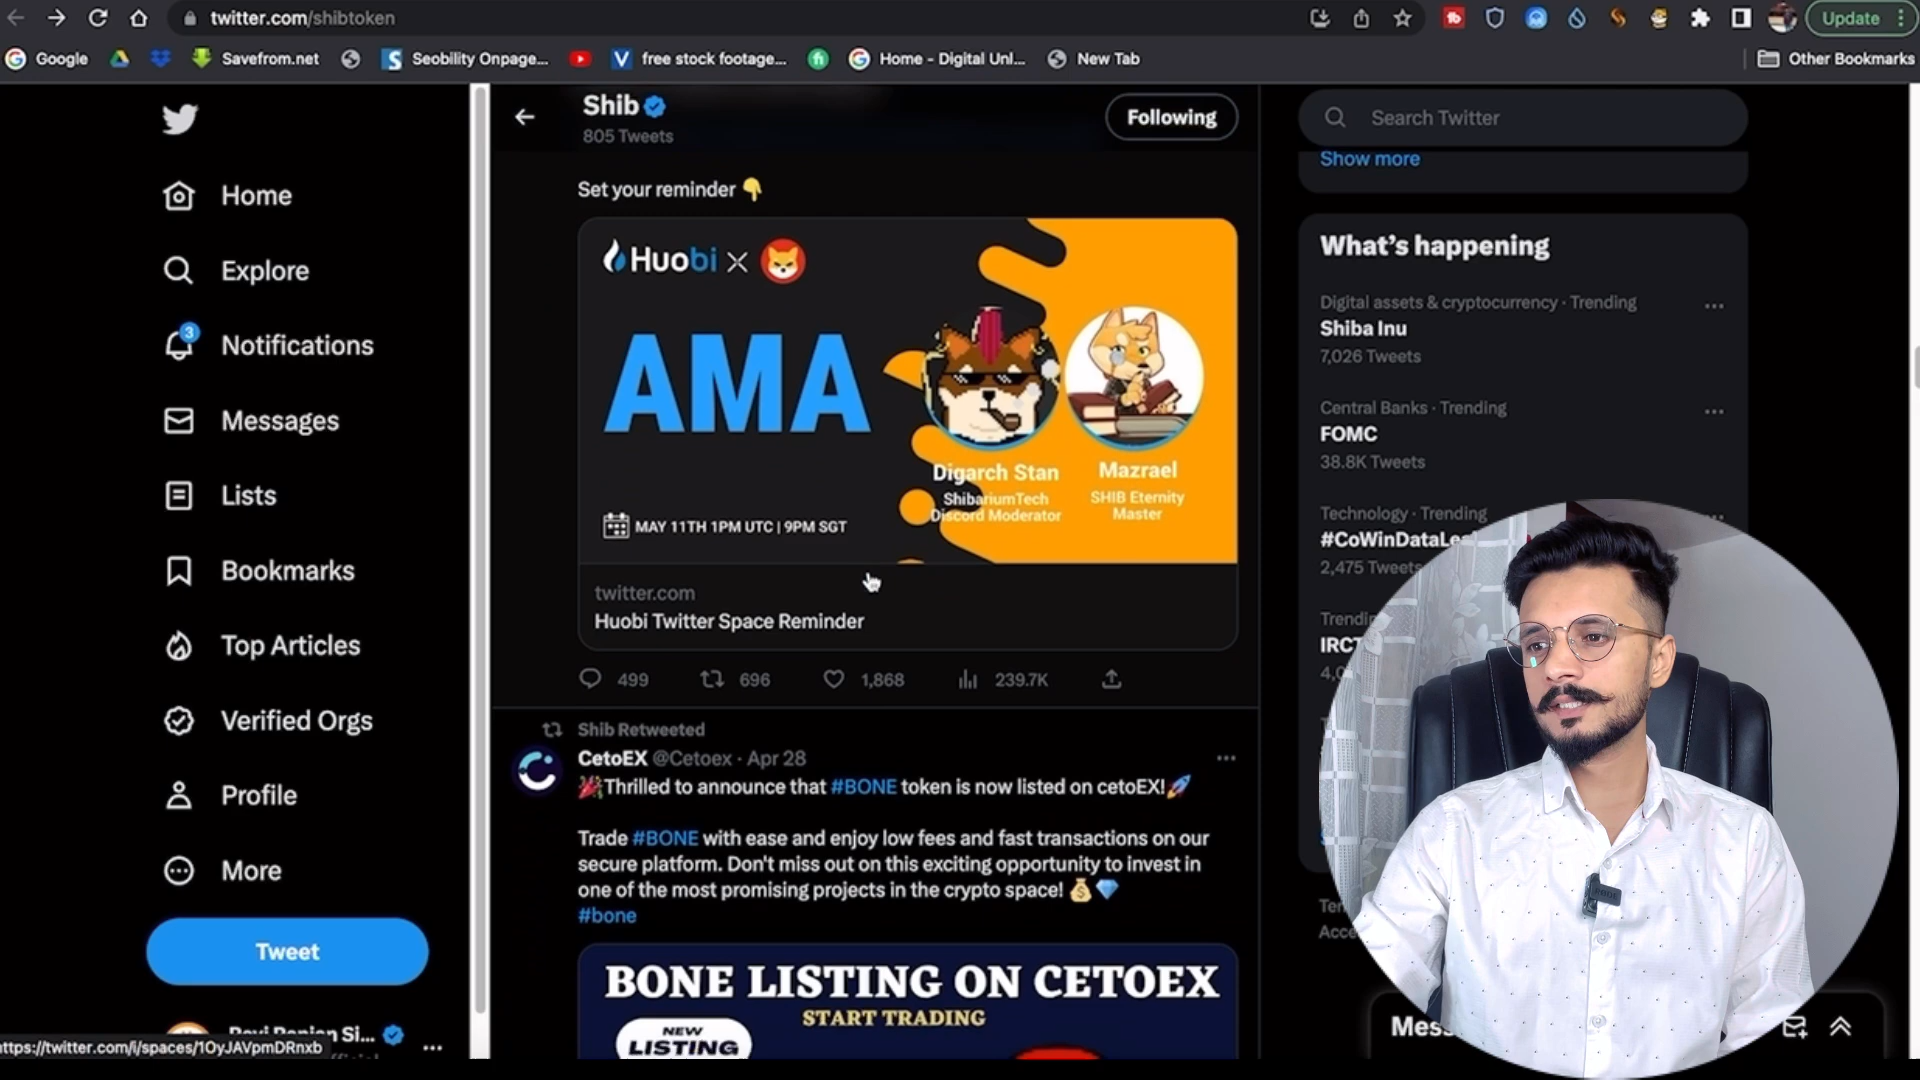 twitter.com/shibtoken
Update
Google
Savefrom.net
Seobility Onpage...
free stock footage...
Home - Digital Unl...
New Tab
Other Bookmarks
Home
Explore
3
Notifications
Messages
Lists
Bookmarks
Top Articles
Verified Orgs
Profile
More
Tweet
https://twitter.com/i/spaces/1OyJAVpmDRnxb
Shib
805 Tweets
Following
Set your reminder 👇
Huobi X
AMA
Digarch Stan
ShibariumTech
Discord Moderator
Mazrael
SHIB Eternity
Master
MAY 11TH 1PM UTC | 9PM SGT
twitter.com
Huobi Twitter Space Reminder
499 696 1,868 239.7K
Shib Retweeted
CetoEX @Cetoex · Apr 28
🎉Thrilled to announce that #BONE token is now listed on cetoEX!🚀
Trade #BONE with ease and enjoy low fees and fast transactions on our
secure platform. Don't miss out on this exciting opportunity to invest in
one of the most promising projects in the crypto space! 💰💎
#bone
BONE LISTING ON CETOEX
START TRADING
NEW
LISTING
Search Twitter
Show more
What's happening
Digital assets & cryptocurrency · Trending
Shiba Inu
7,026 Tweets
Central Banks · Trending
FOMC
38.8K Tweets
Technology · Trending
#CoWinDataLea
2,475 Tweets